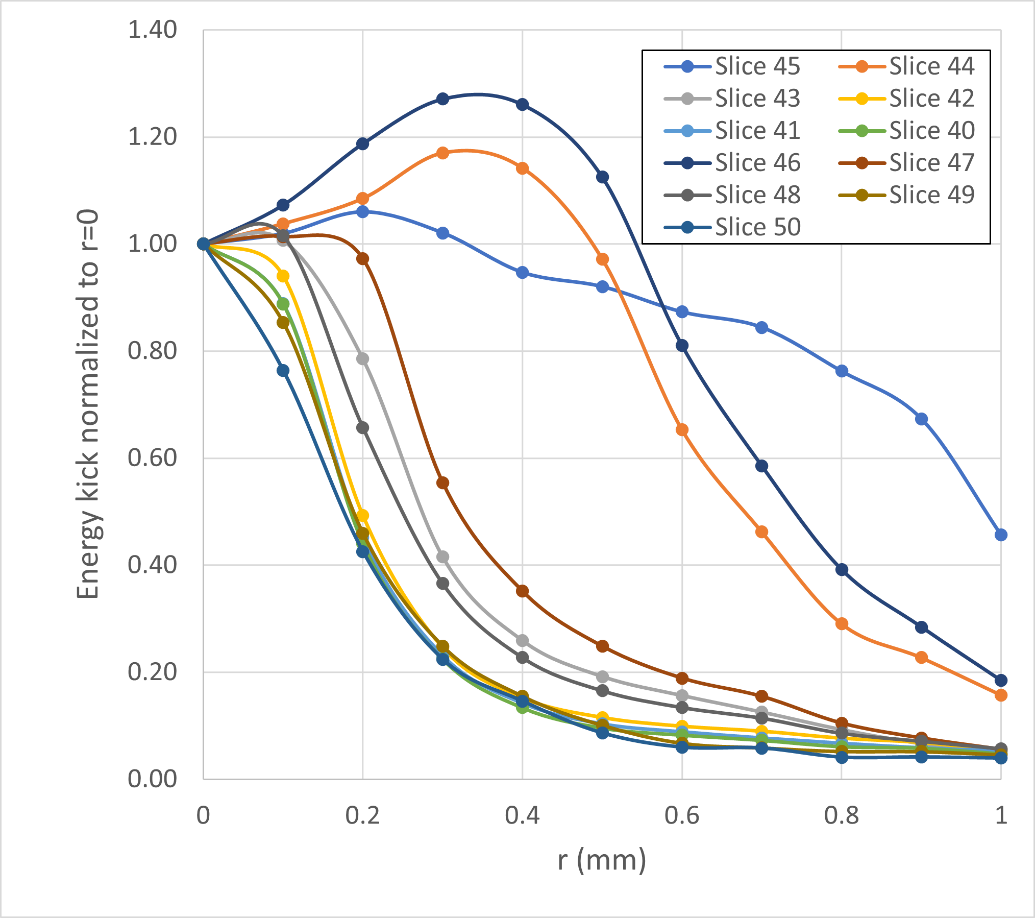 1.40
1.20
1.00
0.80
0.60
0.40
0.20
0.00
Energy kick normalized to r=0
Slice 45 Slice 44
Slice 43 Slice 42
Slice 41 Slice 40
Slice 46 Slice 47
Slice 48 Slice 49
Slice 50
0 0.2 0.4 0.6 0.8 1
r (mm)